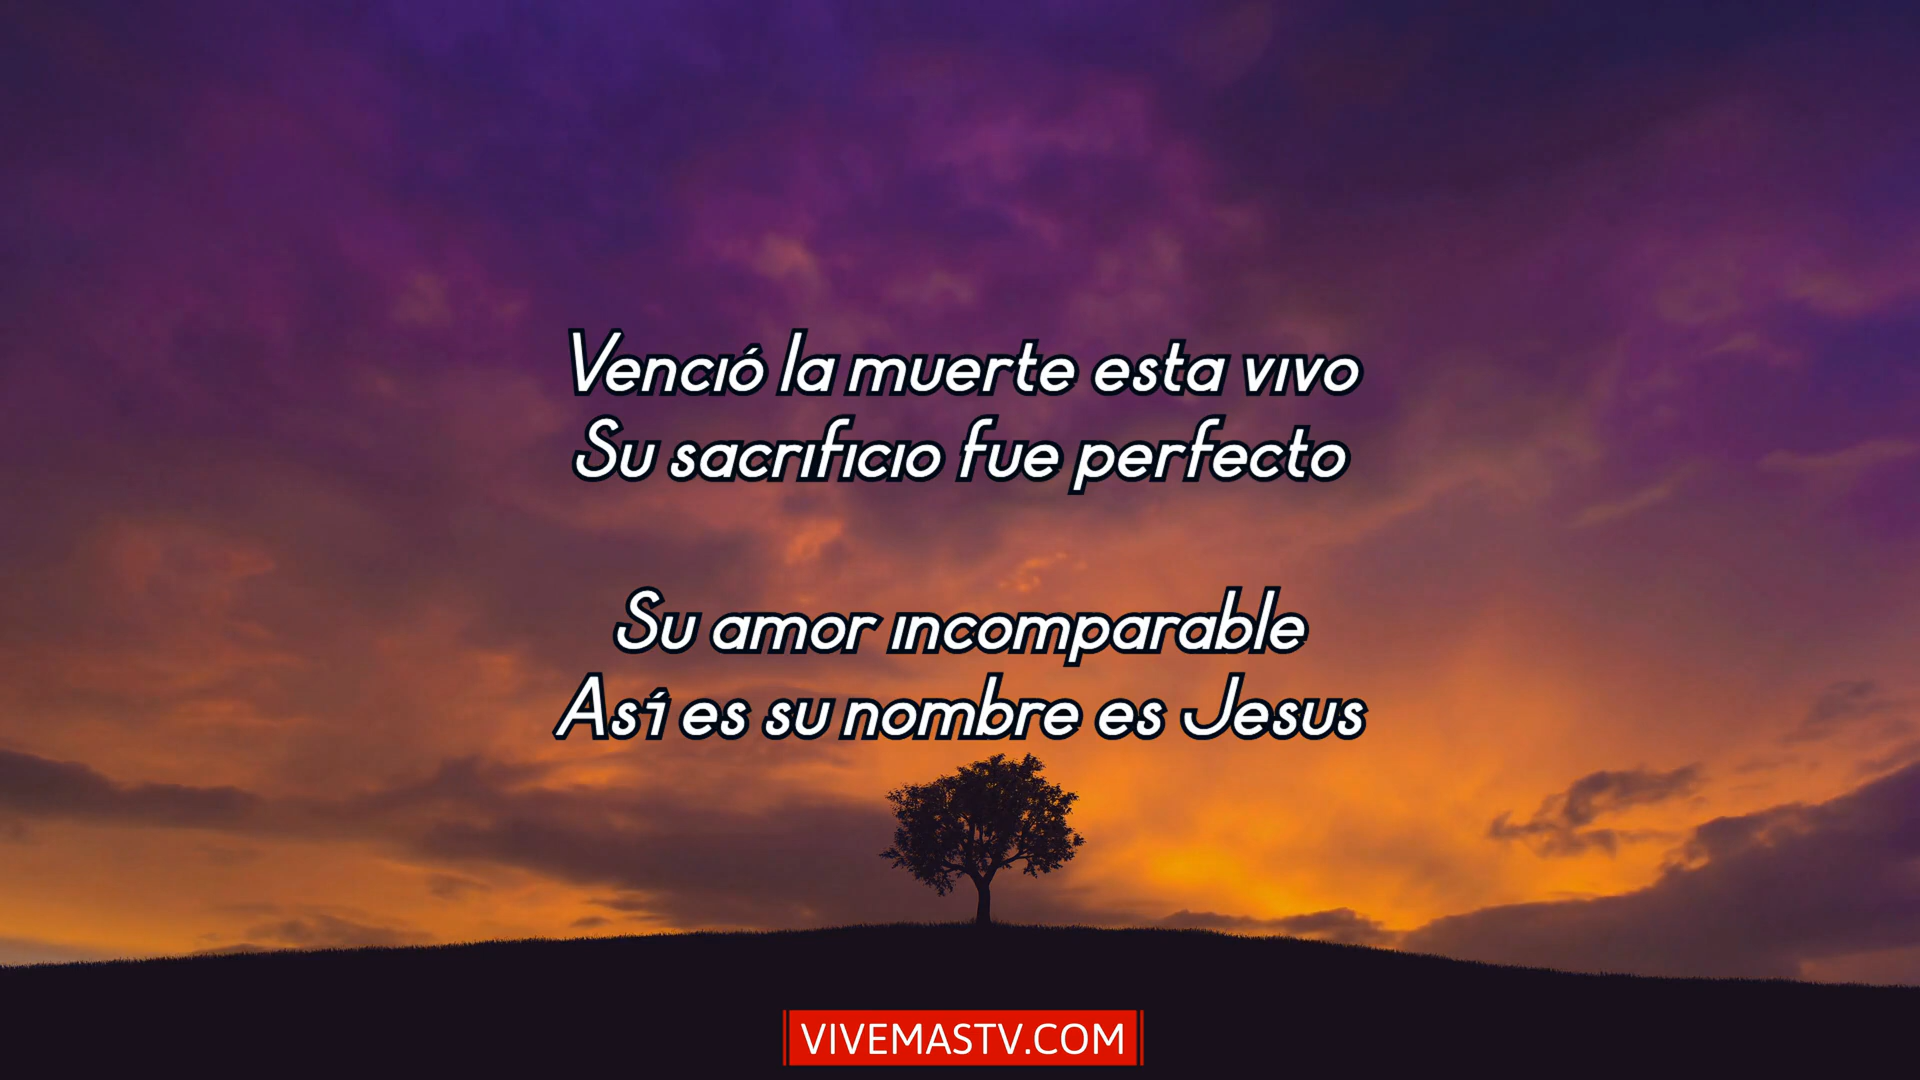 Venció la muerte esta vivo
Su sacrificio fue perfecto
Su amor incomparable
Así es su nombre es Jesus
VIVEMASTV.COM